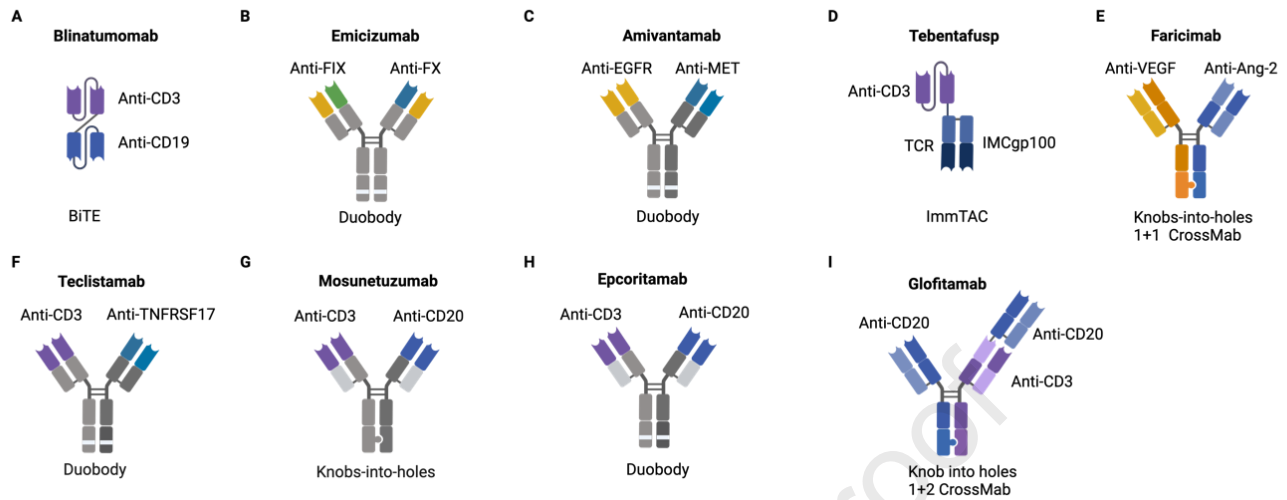 A
Blinatumomab
Anti-CD3
Anti-CD19
BiTE
B
Emicizumab
Anti-FIX
Anti-FX
Duobody
C
Amivantamab
Anti-EGFR
Anti-MET
Duobody
D
Tebentafusp
Anti-CD3
TCR
IMCgp100
ImmTAC
E
Faricimab
Anti-VEGF
Anti-Ang-2
Knobs-into-holes
1+1 CrossMab
F
Teclistamab
Anti-CD3
Anti-TNFRSF17
Duobody
G
Mosunetuzumab
Anti-CD3
Anti-CD20
Knobs-into-holes
H
Epcoritamab
Anti-CD3
Anti-CD20
Duobody
I
Glofitamab
Anti-CD20
Anti-CD20
Anti-CD3
Knob into holes
1+2 CrossMab